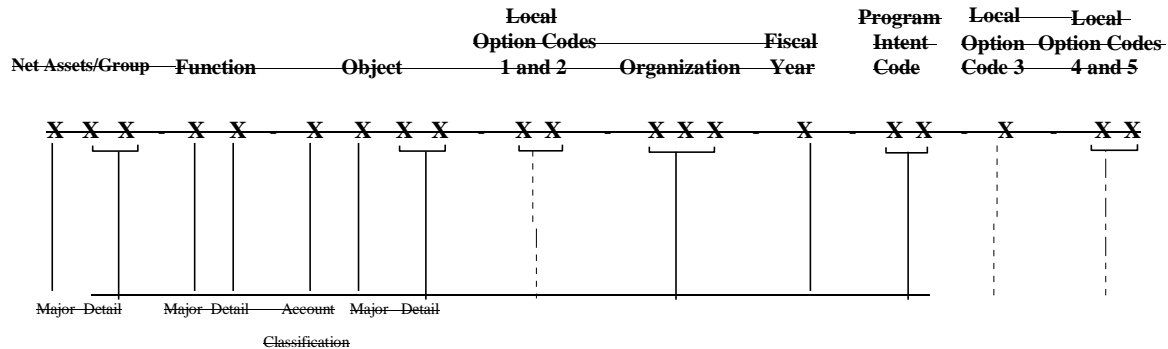 Local Program Local Local
Option Codes Fiscal Intent Option Option Codes
Net Assets/Group Function Object 1 and 2 Organization Year Code Code 3 4 and 5
X X X - X X - X X X X - X X - X X X - X - X X - X - X X
Major Detail Major Detail Account Major Detail
Classification